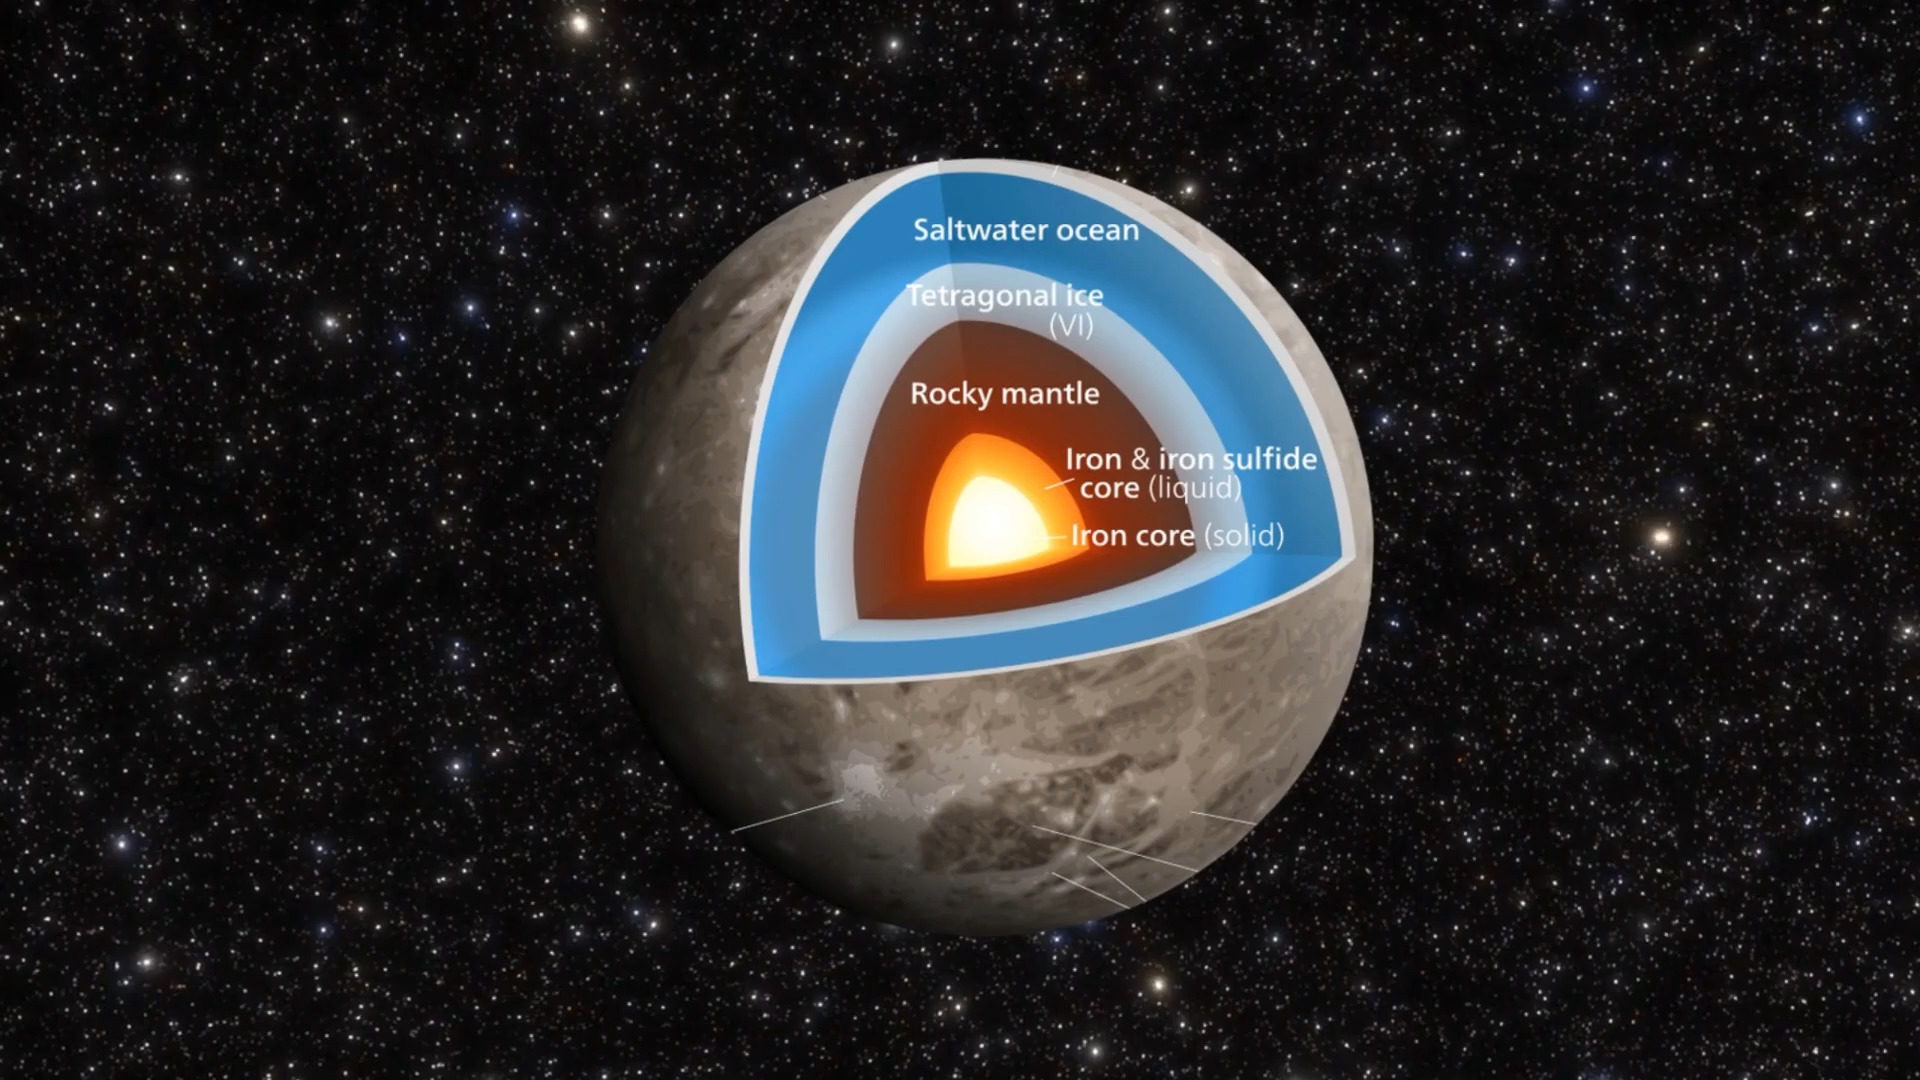 Saltwater ocean
Tetragonal ice
(VI)
Rocky mantle
Iron & iron sulfide
core (liquid)
Iron core (solid)